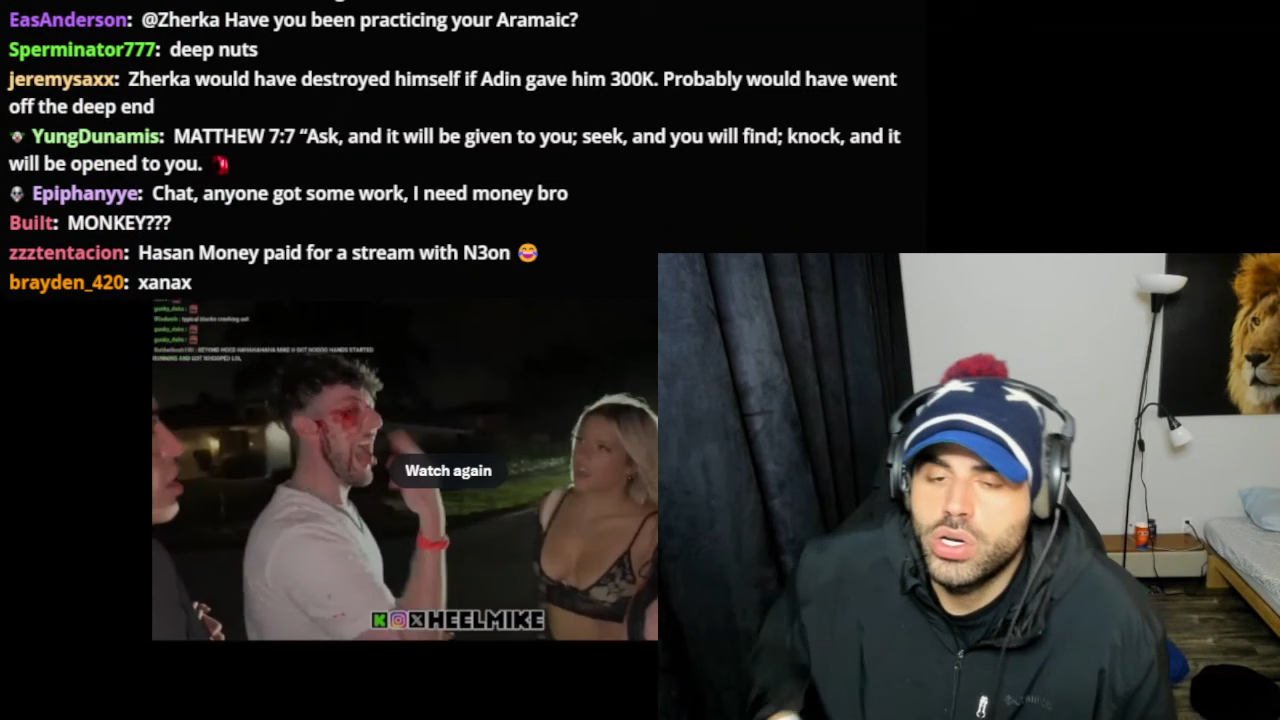 EasAnderson: @Zherka Have you been practicing your Aramaic?
Sperminator777: deep nuts
jeremysaxx: Zherka would have destroyed himself if Adin gave him 300K. Probably would have went
off the deep end
YungDunamis: MATTHEW 7:7 “Ask, and it will be given to you; seek, and you will find; knock, and it
will be opened to you.
Epiphanyye: Chat, anyone got some work, I need money bro
Built: MONKEY???
zzztentacion: Hasan Money paid for a stream with N3on 😂
brayden_420: xanax
Watch again
K X HEELMIKE